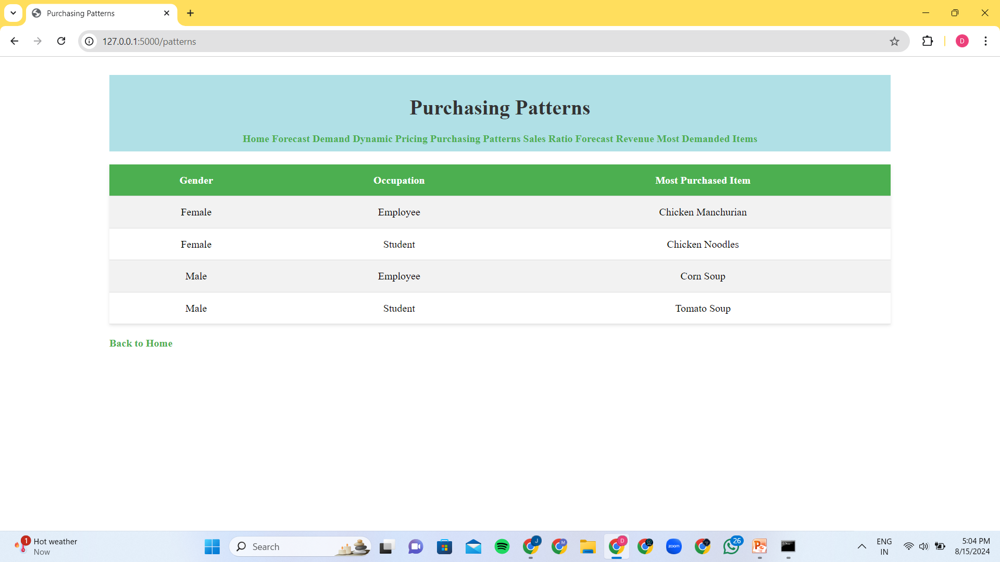 Purchasing Patterns
127.0.0.1:5000/patterns
D
Purchasing Patterns
Home Forecast Demand Dynamic Pricing Purchasing Patterns Sales Ratio Forecast Revenue Most Demanded Items
Gender Occupation Most Purchased Item
Female Employee Chicken Manchurian
Female Student Chicken Noodles
Male Employee Corn Soup
Male Student Tomato Soup
Back to Home
1 Hot weather
Now
Search
J
M
D
zoom
26
P
ENG
IN
5:04 PM
8/15/2024